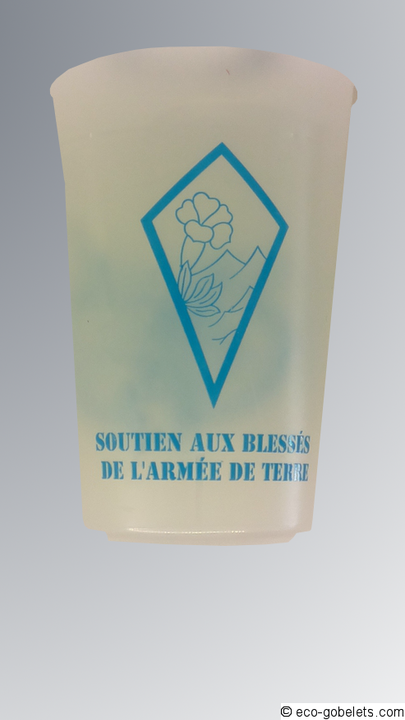 SOUTIEN AUX BLESSÉS
DE L'ARMÉE DE TERRE
© eco-gobelets.com